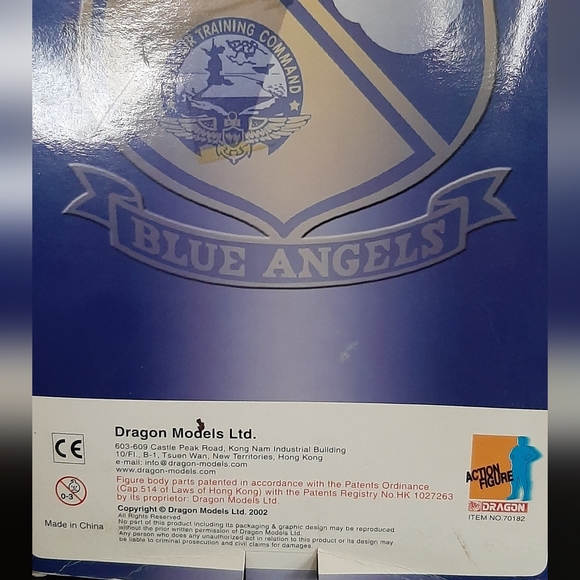 AIR TRAINING COMMAND
BLUE ANGELS
CE
Dragon Models Ltd.
603-609 Castle Peak Road, Kong Nam Industrial Building
10/Fl., B-1, Tsuen Wan, New Territories, Hong Kong
e-mail: info@dragon-models.com
www.dragon-models.com
0-3
Figure body parts patented in accordance with the Patents Ordinance
(Cap.514 of Laws of Hong Kong) with the Patents Registry No.HK 1027263
by its proprietor: Dragon Models Ltd.
ACTION
FIGURE
DRAGON
ITEM NO.70182
Made in China
Copyright © Dragon Models Ltd. 2002
All Rights Reserved.
No part of this product including its packaging & graphic design may be reproduced
without the prior written permission of Dragon Models Ltd.
Any person who does any unauthorized act in relation to this product or its design may
be liable to criminal prosecution and civil claims for damages.